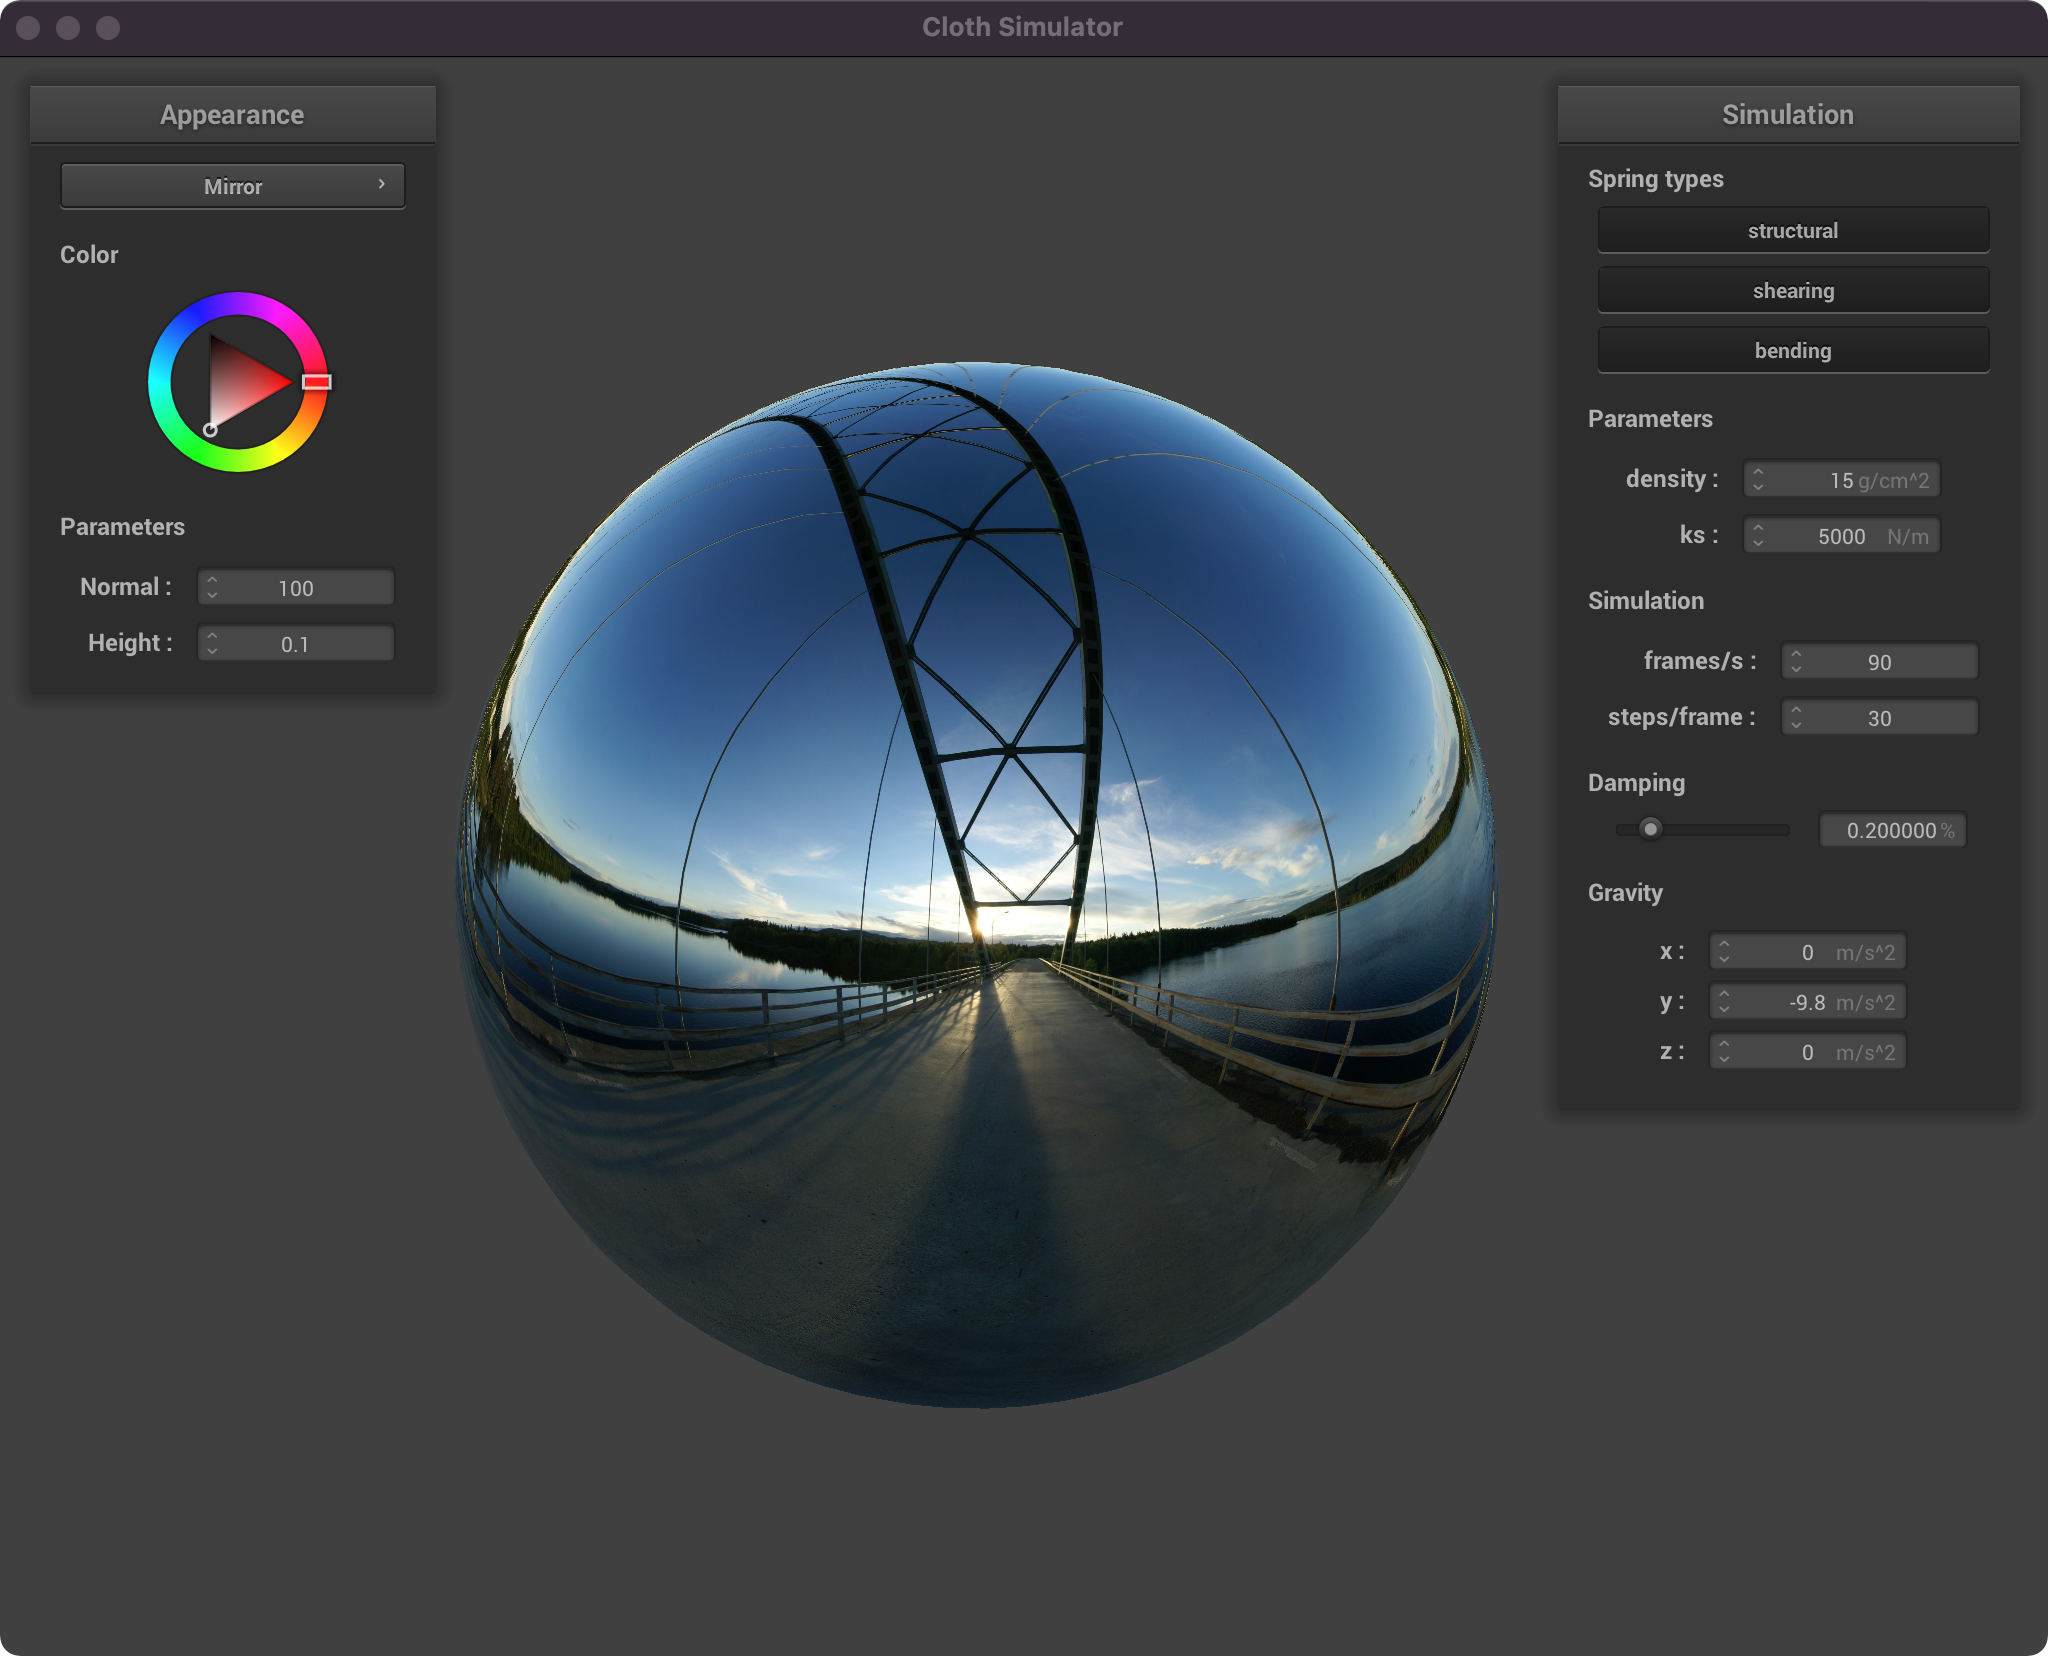 Cloth Simulator
Appearance
Mirror
Color
Parameters
Normal : 100
Height : 0.1
Simulation
Spring types
structural
shearing
bending
Parameters
density : 15 g/cm^2
ks : 5000 N/m
Simulation
frames/s : 90
steps/frame : 30
Damping
0.200000 %
Gravity
x : 0 m/s^2
y : -9.8 m/s^2
z : 0 m/s^2